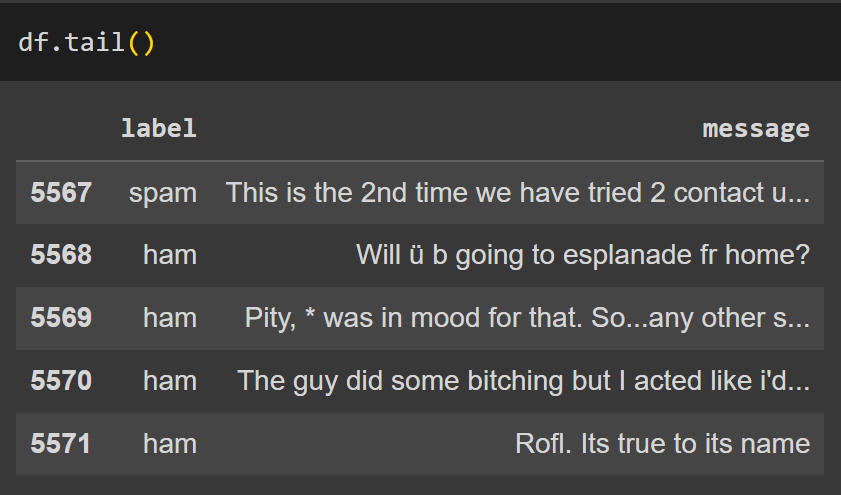 df.tail()
label message
5567 spam This is the 2nd time we have tried 2 contact u...
5568 ham Will ü b going to esplanade fr home?
5569 ham Pity, * was in mood for that. So...any other s...
5570 ham The guy did some bitching but I acted like i'd...
5571 ham Rofl. Its true to its name